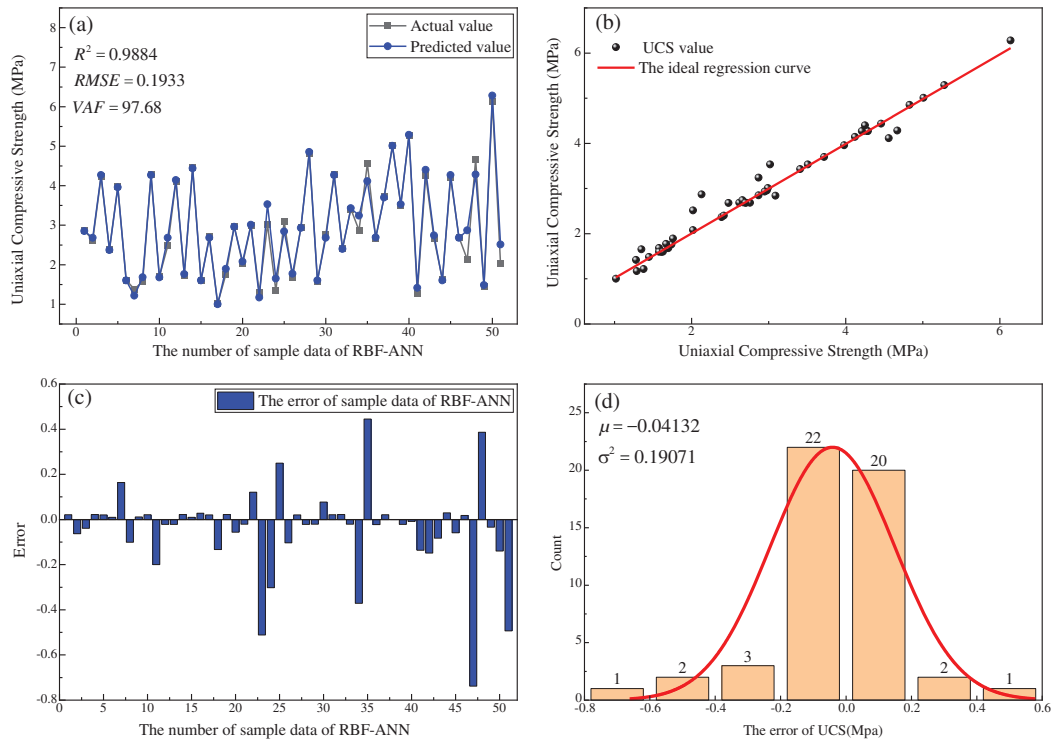 (a)
Actual value
Predicted value
R² = 0.9884
RMSE = 0.1933
VAF = 97.68
8
7
6
5
4
3
2
1
0 5 10 15 20 25 30 35 40 45 50
Uniaxial Compressive Strength (MPa)
The number of sample data of RBF-ANN
(b)
UCS value
The ideal regression curve
6
4
2
0
2 4 6
Uniaxial Compressive Strength (MPa)
Uniaxial Compressive Strength (MPa)
(c)
The error of sample data of RBF-ANN
0.6
0.4
0.2
0.0
-0.2
-0.4
-0.6
-0.8
0 5 10 15 20 25 30 35 40 45 50
Error
The number of sample data of RBF-ANN
(d)
μ = −0.04132
σ² = 0.19071
25
20
15
10
5
0
1 2 3 22 20 2 1
-0.8 -0.6 -0.4 -0.2 0.0 0.2 0.4 0.6
Count
The error of UCS(Mpa)